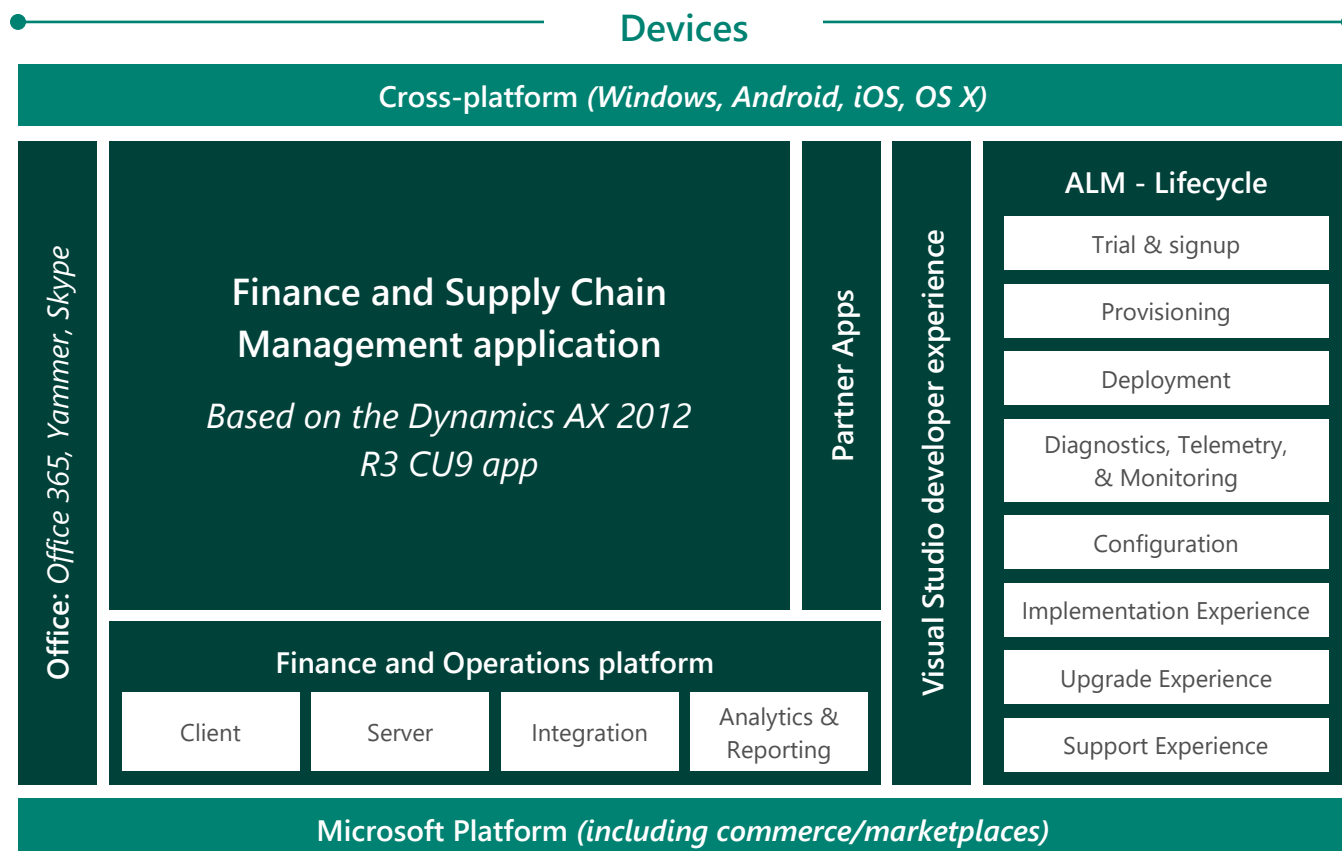 Devices
Cross-platform (Windows, Android, iOS, OS X)
Office: Office 365, Yammer, Skype
Finance and Supply Chain
Management application
Based on the Dynamics AX 2012
R3 CU9 app
Partner Apps
Finance and Operations platform
Client
Server
Integration
Analytics &
Reporting
Visual Studio developer experience
ALM - Lifecycle
Trial & signup
Provisioning
Deployment
Diagnostics, Telemetry,
& Monitoring
Configuration
Implementation Experience
Upgrade Experience
Support Experience
Microsoft Platform (including commerce/marketplaces)